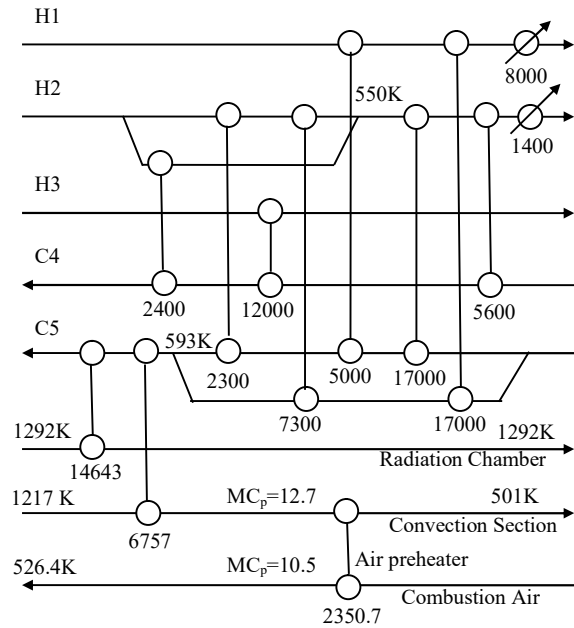 H1
8000
H2
550K
1400
H3
C4
2400
12000
5600
C5
593K
2300
5000
17000
7300
17000
1292K
1292K
14643
Radiation Chamber
1217 K
MCp=12.7
501K
6757
Convection Section
Air preheater
526.4K
MCp=10.5
Combustion Air
2350.7